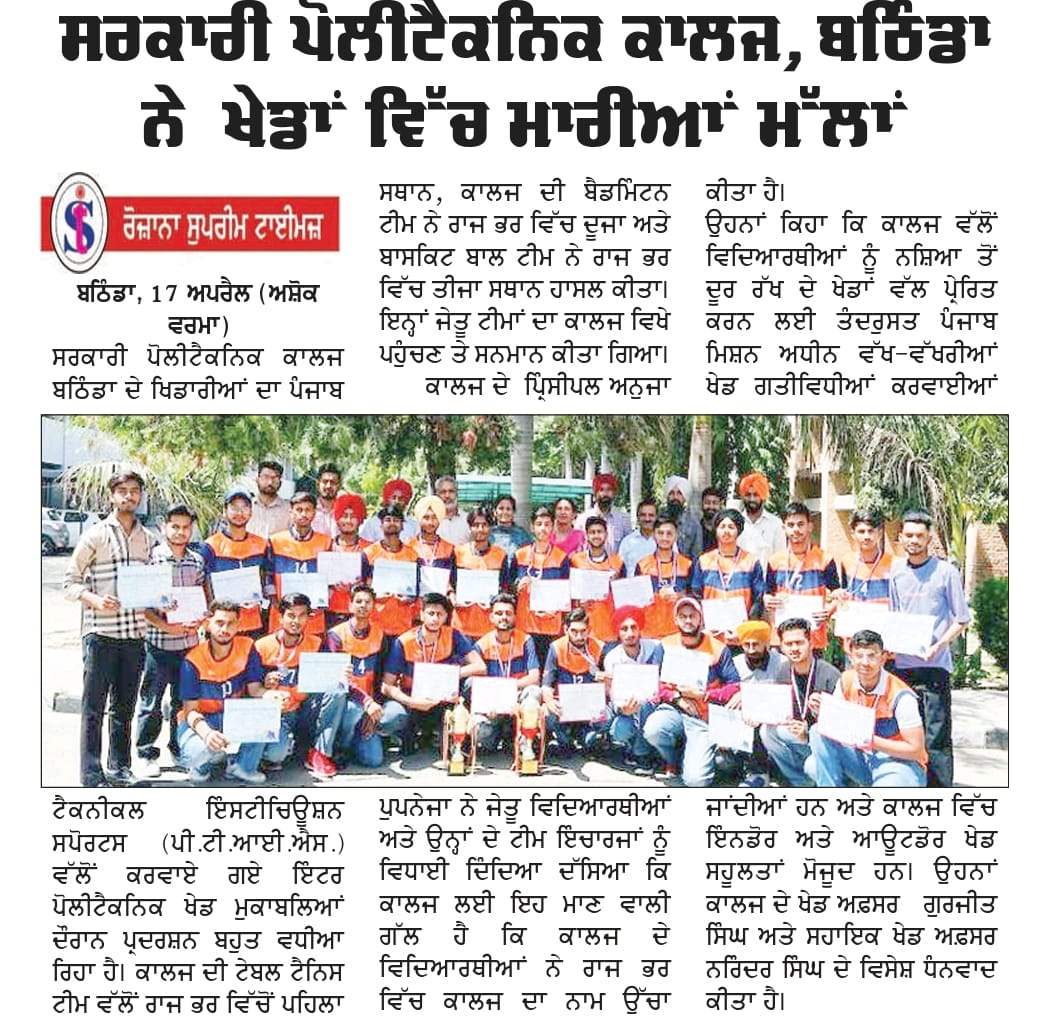 ਸਰਕਾਰੀ ਪੋਲੀਟੈਕਨਿਕ ਕਾਲਜ, ਬਠਿੰਡਾ
ਨੇ ਖੇਡਾਂ ਵਿੱਚ ਮਾਰੀਆਂ ਮੱਲਾਂ
ਰੋਜ਼ਾਨਾ ਸੁਪਰੀਮ ਟਾਈਮਜ਼
ਬਠਿੰਡਾ, 17 ਅਪਰੈਲ (ਅਸ਼ੋਕ
ਵਰਮਾ)
ਸਰਕਾਰੀ ਪੋਲੀਟੈਕਨਿਕ ਕਾਲਜ
ਬਠਿੰਡਾ ਦੇ ਖਿਡਾਰੀਆਂ ਦਾ ਪੰਜਾਬ
ਟੈਕਨੀਕਲ ਇੰਸਟੀਚਿਊਸ਼ਨ
ਸਪੋਰਟਸ (ਪੀ.ਟੀ.ਆਈ.ਐਸ.)
ਵੱਲੋਂ ਕਰਵਾਏ ਗਏ ਇੰਟਰ
ਪੋਲੀਟੈਕਨਿਕ ਖੇਡ ਮੁਕਾਬਲਿਆਂ
ਦੌਰਾਨ ਪ੍ਰਦਰਸ਼ਨ ਬਹੁਤ ਵਧੀਆ
ਰਿਹਾ ਹੈ। ਕਾਲਜ ਦੀ ਟੇਬਲ ਟੈਨਿਸ
ਟੀਮ ਵੱਲੋਂ ਰਾਜ ਭਰ ਵਿੱਚੋਂ ਪਹਿਲਾ
ਸਥਾਨ, ਕਾਲਜ ਦੀ ਬੈਡਮਿਟਨ
ਟੀਮ ਨੇ ਰਾਜ ਭਰ ਵਿੱਚ ਦੂਜਾ ਅਤੇ
ਬਾਸਕਿਟ ਬਾਲ ਟੀਮ ਨੇ ਰਾਜ ਭਰ
ਵਿੱਚ ਤੀਜਾ ਸਥਾਨ ਹਾਸਲ ਕੀਤਾ।
ਇਨ੍ਹਾਂ ਜੇਤੂ ਟੀਮਾਂ ਦਾ ਕਾਲਜ ਵਿਖੇ
ਪਹੁੰਚਣ ਤੇ ਸਨਮਾਨ ਕੀਤਾ ਗਿਆ।
ਕਾਲਜ ਦੇ ਪ੍ਰਿੰਸੀਪਲ ਅਨੁਜਾ
ਪੁਪਨੇਜਾ ਨੇ ਜੇਤੂ ਵਿਦਿਆਰਥੀਆਂ
ਅਤੇ ਉਨ੍ਹਾਂ ਦੇ ਟੀਮ ਇੰਚਾਰਜਾਂ ਨੂੰ
ਵਿਧਾਈ ਦਿੰਦਿਆ ਦੱਸਿਆ ਕਿ
ਕਾਲਜ ਲਈ ਇਹ ਮਾਣ ਵਾਲੀ
ਗੱਲ ਹੈ ਕਿ ਕਾਲਜ ਦੇ
ਵਿਦਿਆਰਥੀਆਂ ਨੇ ਰਾਜ ਭਰ
ਵਿੱਚ ਕਾਲਜ ਦਾ ਨਾਮ ਉੱਚਾ
ਕੀਤਾ ਹੈ।
ਉਹਨਾਂ ਕਿਹਾ ਕਿ ਕਾਲਜ ਵੱਲੋਂ
ਵਿਦਿਆਰਥੀਆਂ ਨੂੰ ਨਸ਼ਿਆ ਤੋਂ
ਦੂਰ ਰੱਖ ਦੇ ਖੇਡਾਂ ਵੱਲ ਪ੍ਰੇਰਿਤ
ਕਰਨ ਲਈ ਤੰਦਰੁਸਤ ਪੰਜਾਬ
ਮਿਸ਼ਨ ਅਧੀਨ ਵੱਖ-ਵੱਖਰੀਆਂ
ਖੇਡ ਗਤੀਵਿਧੀਆਂ ਕਰਵਾਈਆਂ
ਜਾਂਦੀਆਂ ਹਨ ਅਤੇ ਕਾਲਜ ਵਿੱਚ
ਇਨਡੋਰ ਅਤੇ ਆਊਟਡੋਰ ਖੇਡ
ਸਹੂਲਤਾਂ ਮੋਜੂਦ ਹਨ। ਉਹਨਾਂ
ਕਾਲਜ ਦੇ ਖੇਡ ਅਫ਼ਸਰ ਗੁਰਜੀਤ
ਸਿੰਘ ਅਤੇ ਸਹਾਇਕ ਖੇਡ ਅਫ਼ਸਰ
ਨਰਿੰਦਰ ਸਿੰਘ ਦੇ ਵਿਸੇਸ਼ ਧੰਨਵਾਦ
ਕੀਤਾ ਹੈ।